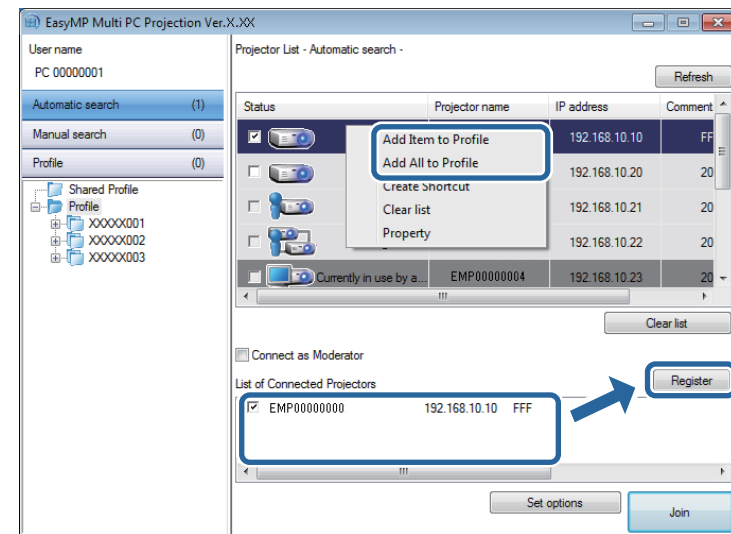 EasyMP Multi PC Projection Ver.X.XX
User name
PC 00000001
Projector List - Automatic search -
Refresh
Automatic search (1)
Manual search (0)
Profile (0)
Shared Profile
Profile
XXXXX001
XXXXX002
XXXXX003
Status Projector name IP address Comment
192.168.10.10 FF
192.168.10.20 20
192.168.10.21 20
192.168.10.22 20
Currently in use by a... EMP00000004 192.168.10.23 20
Add Item to Profile
Add All to Profile
Create Shortcut
Clear list
Property
Clear list
Connect as Moderator
List of Connected Projectors
Register
EMP00000000 192.168.10.10 FFF
Set options
Join